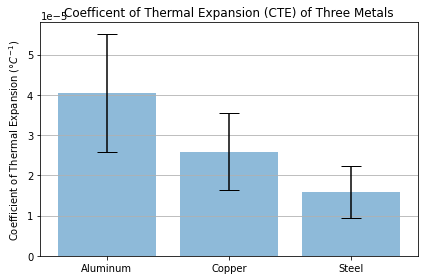 Coefficent of Thermal Expansion (CTE) of Three Metals
1e−5
5
4
3
2
1
0
Coefficient of Thermal Expansion (°C⁻¹)
Aluminum Copper Steel